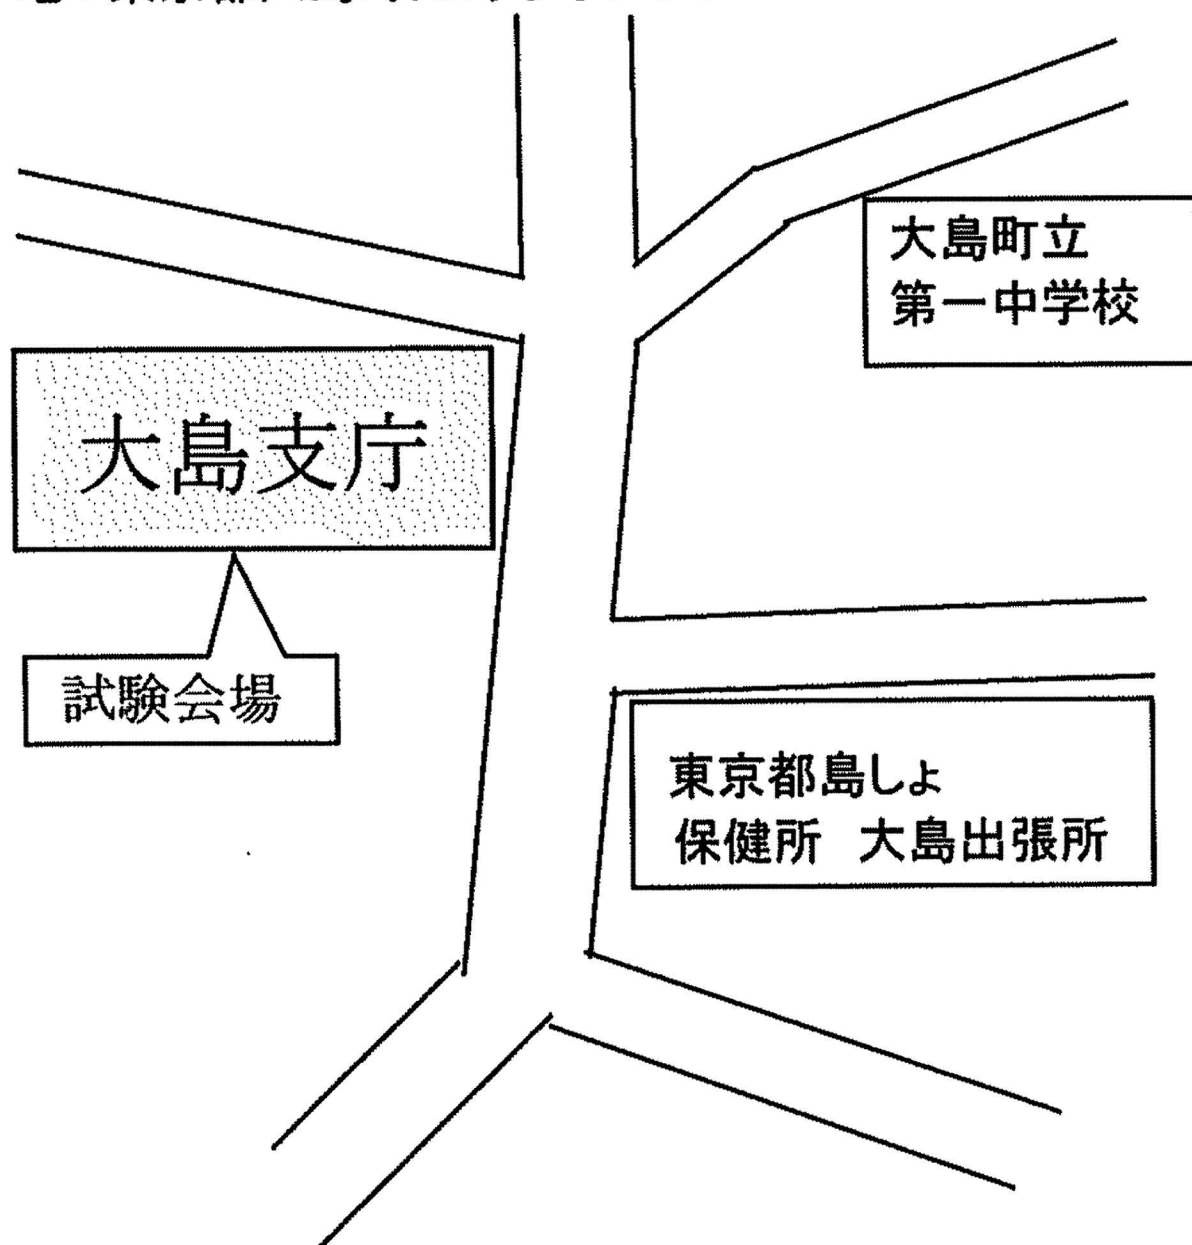 大島町立
第一中学校
大島支庁
試験会場
東京都島しょ
保健所 大島出張所